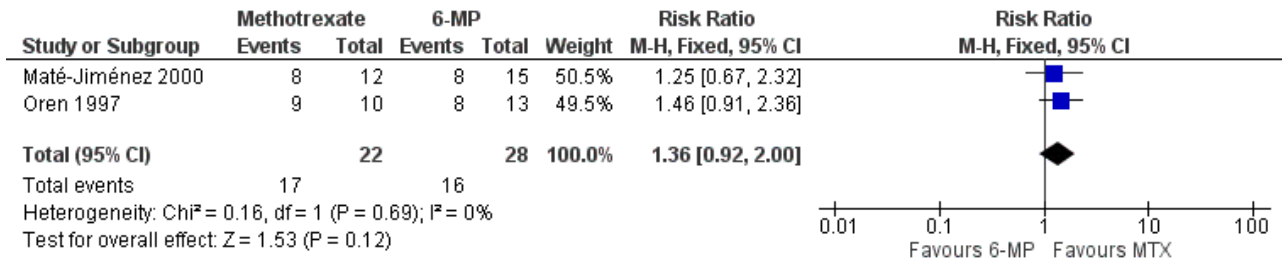 Methotrexate 6-MP Risk Ratio Risk Ratio
Study or Subgroup Events Total Events Total Weight M-H, Fixed, 95% CI M-H, Fixed, 95% CI
Maté-Jiménez 2000 8 12 8 15 50.5% 1.25 [0.67, 2.32]
Oren 1997 9 10 8 13 49.5% 1.46 [0.91, 2.36]
Total (95% CI) 22 28 100.0% 1.36 [0.92, 2.00]
Total events 17 16
Heterogeneity: Chi² = 0.16, df = 1 (P = 0.69); I² = 0%
Test for overall effect: Z = 1.53 (P = 0.12)
0.01 0.1 1 10 100
Favours 6-MP Favours MTX